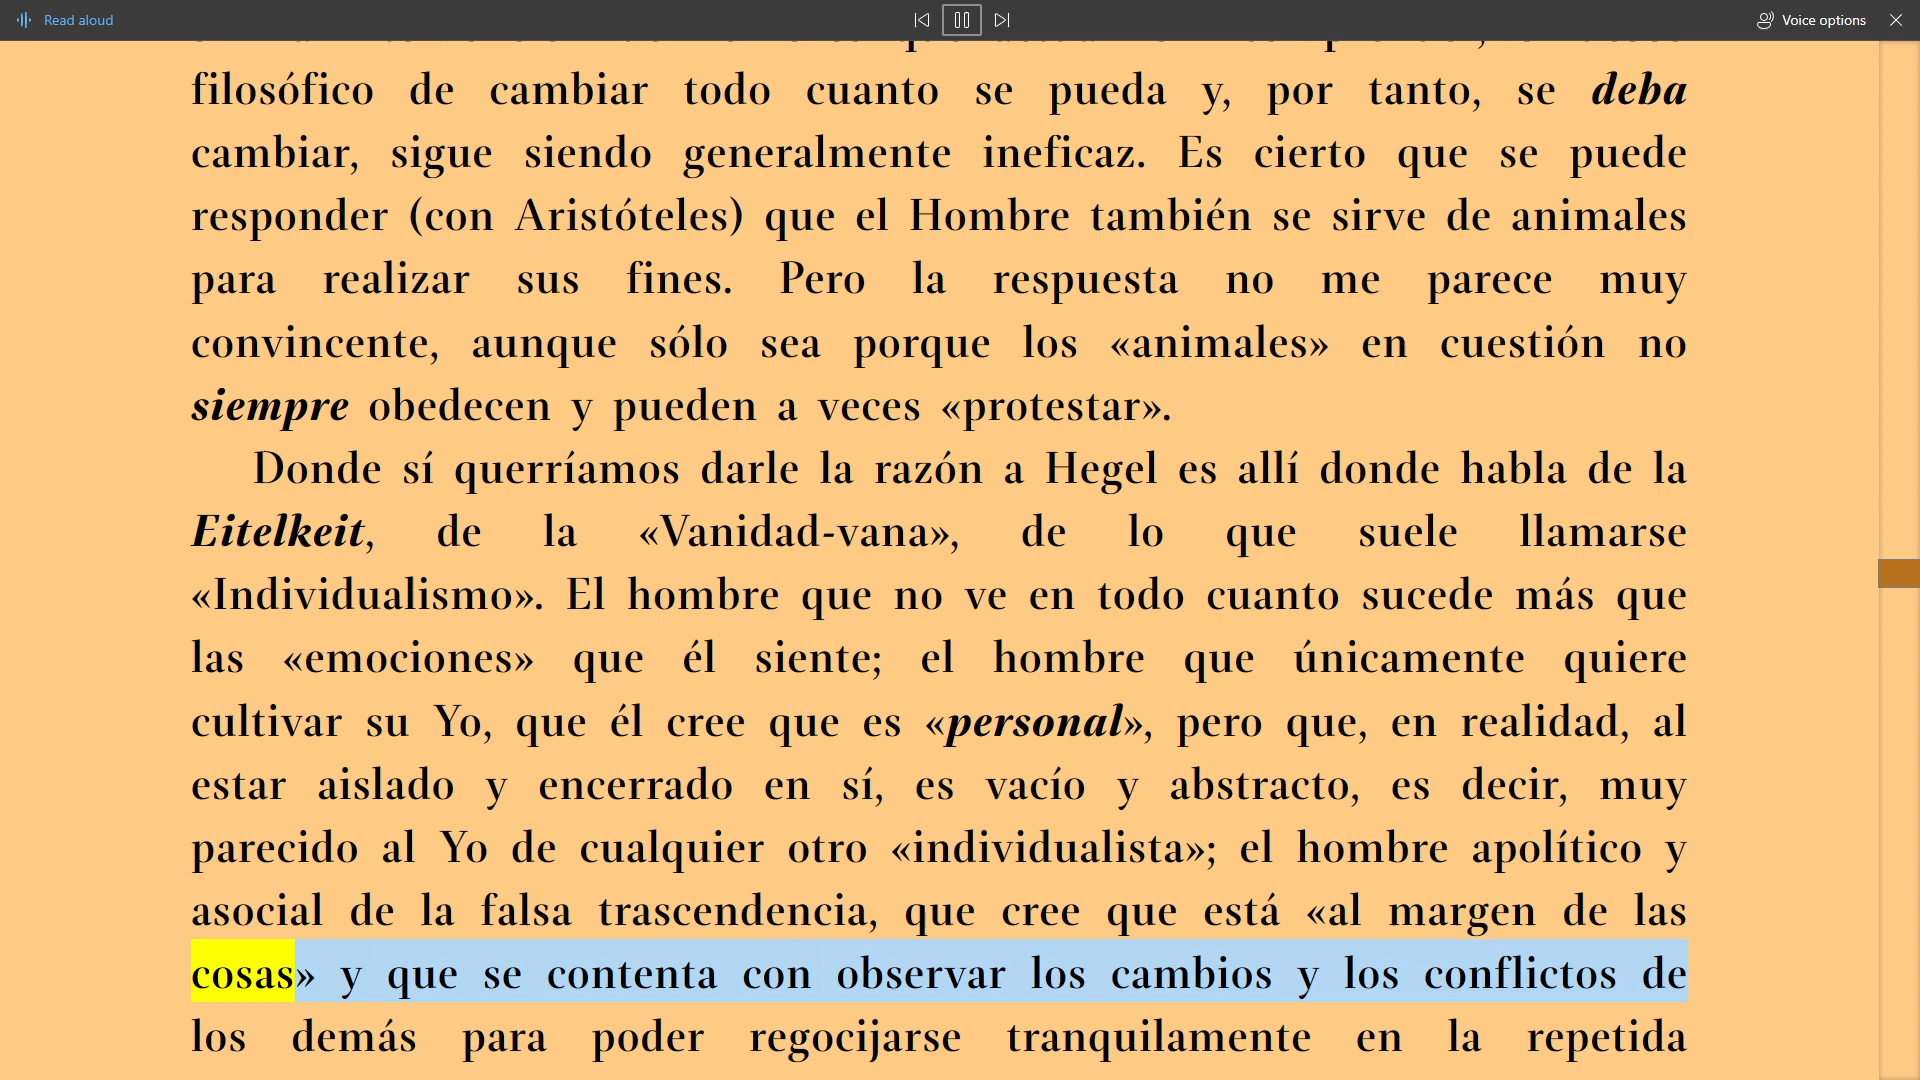 Read aloud
Voice options
filosófico de cambiar todo cuanto se pueda y, por tanto, se deba
cambiar, sigue siendo generalmente ineficaz. Es cierto que se puede
responder (con Aristóteles) que el Hombre también se sirve de animales
para realizar sus fines. Pero la respuesta no me parece muy
convincente, aunque sólo sea porque los «animales» en cuestión no
siempre obedecen y pueden a veces «protestar».
Donde sí querríamos darle la razón a Hegel es allí donde habla de la
Eitelkeit, de la «Vanidad-vana», de lo que suele llamarse
«Individualismo». El hombre que no ve en todo cuanto sucede más que
las «emociones» que él siente; el hombre que únicamente quiere
cultivar su Yo, que él cree que es «personal», pero que, en realidad, al
estar aislado y encerrado en sí, es vacío y abstracto, es decir, muy
parecido al Yo de cualquier otro «individualista»; el hombre apolítico y
asocial de la falsa trascendencia, que cree que está «al margen de las
cosas» y que se contenta con observar los cambios y los conflictos de
los demás para poder regocijarse tranquilamente en la repetida